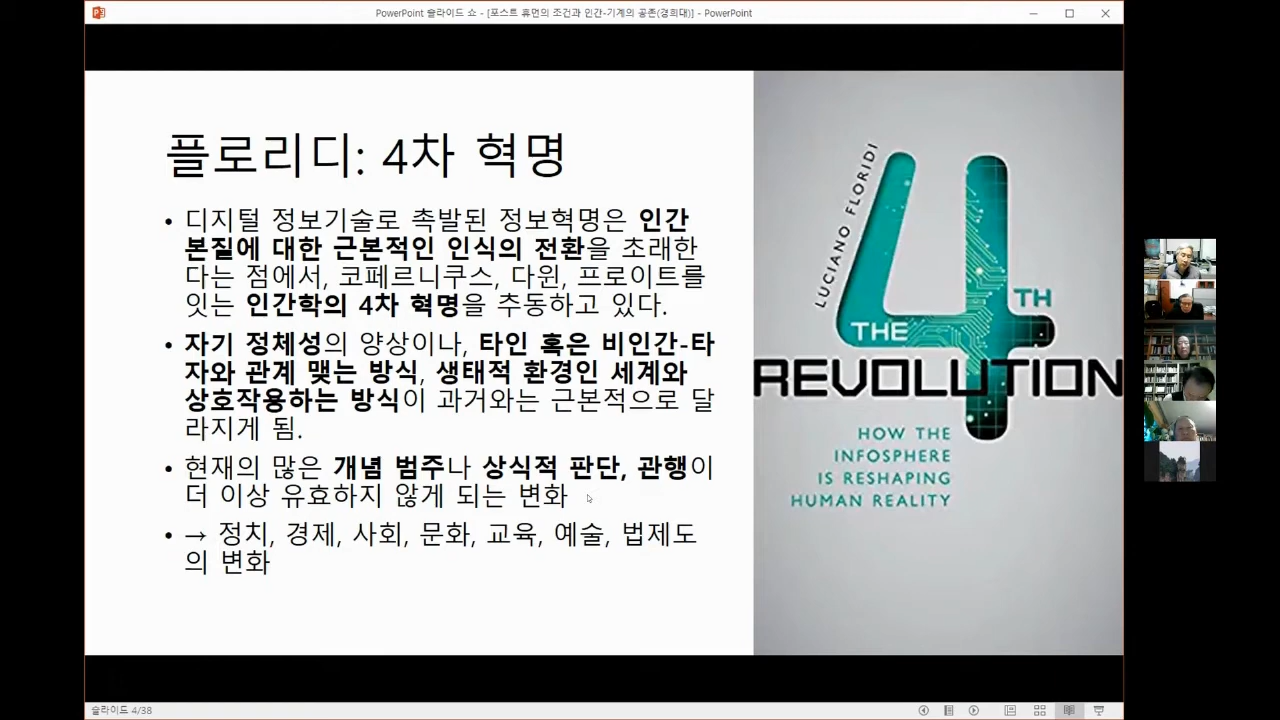 PowerPoint 슬라이드 쇼 - [포스트 휴먼의 조건과 인간-기계의 공존(경희대)] - PowerPoint
플로리디: 4차 혁명
• 디지털 정보기술로 촉발된 정보혁명은 인간
본질에 대한 근본적인 인식의 전환을 초래한
다는 점에서, 코페르니쿠스, 다윈, 프로이트를
잇는 인간학의 4차 혁명을 추동하고 있다.
• 자기 정체성의 양상이나, 타인 혹은 비인간-타
자와 관계 맺는 방식, 생태적 환경인 세계와
상호작용하는 방식이 과거와는 근본적으로 달
라지게 됨.
• 현재의 많은 개념 범주나 상식적 판단, 관행이
더 이상 유효하지 않게 되는 변화
• → 정치, 경제, 사회, 문화, 교육, 예술, 법제도
의 변화
LUCIANO FLORIDI
THE
4
TH
REVOLUTION
HOW THE
INFOSPHERE
IS RESHAPING
HUMAN REALITY
슬라이드 4/38